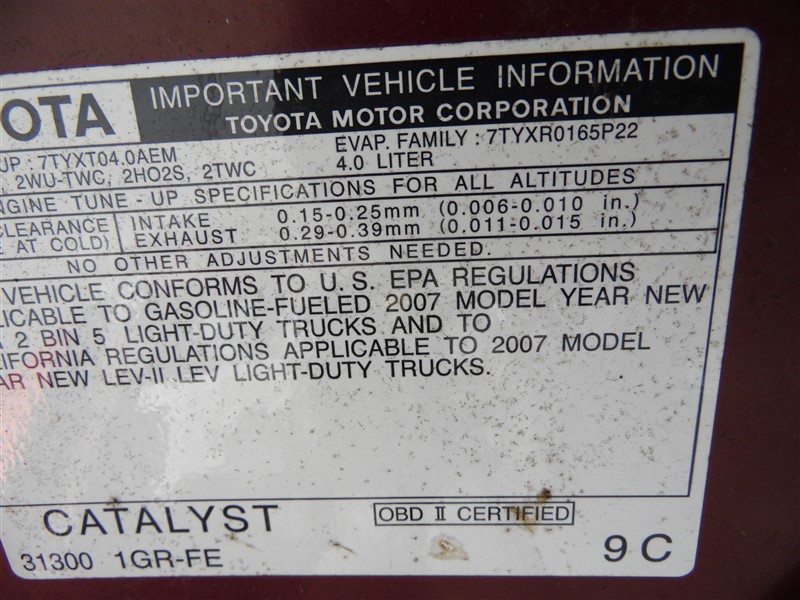 OTA IMPORTANT VEHICLE INFORMATION
TOYOTA MOTOR CORPORATION
UP : 7TYXT04.0AEM EVAP. FAMILY : 7TYXR0165P22
, 2WU-TWC, 2HO2S, 2TWC 4.0 LITER
NGINE TUNE - UP SPECIFICATIONS FOR ALL ALTITUDES
CLEARANCE INTAKE 0.15-0.25mm (0.006-0.010 in.)
E AT COLD) EXHAUST 0.29-0.39mm (0.011-0.015 in.)
NO OTHER ADJUSTMENTS NEEDED.
VEHICLE CONFORMS TO U. S. EPA REGULATIONS
LICABLE TO GASOLINE-FUELED 2007 MODEL YEAR NEW
2 BIN 5 LIGHT-DUTY TRUCKS AND TO
LIFORNIA REGULATIONS APPLICABLE TO 2007 MODEL
AR NEW LEV-II LEV LIGHT-DUTY TRUCKS.
CATALYST OBD II CERTIFIED
31300 1GR-FE 9 C